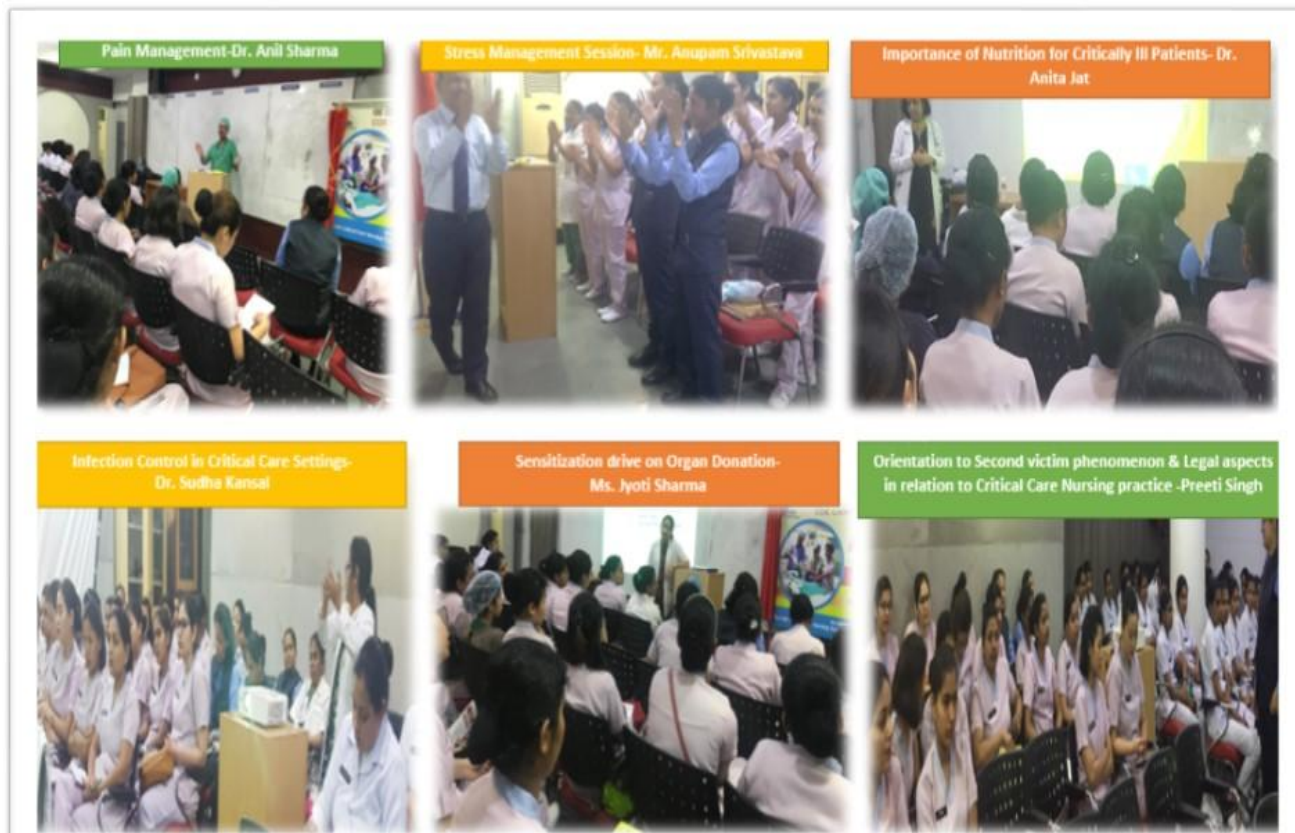 Pain Management-Dr. Anil Sharma
Stress Management Session- Mr. Anupam Srivastava
Importance of Nutrition for Critically Ill Patients- Dr.
Anita Jat
Infection Control in Critical Care Settings-
Dr. Sudha Kansal
Sensitization drive on Organ Donation-
Ms. Jyoti Sharma
Orientation to Second victim phenomenon & Legal aspects
in relation to Critical Care Nursing practice -Preeti Singh